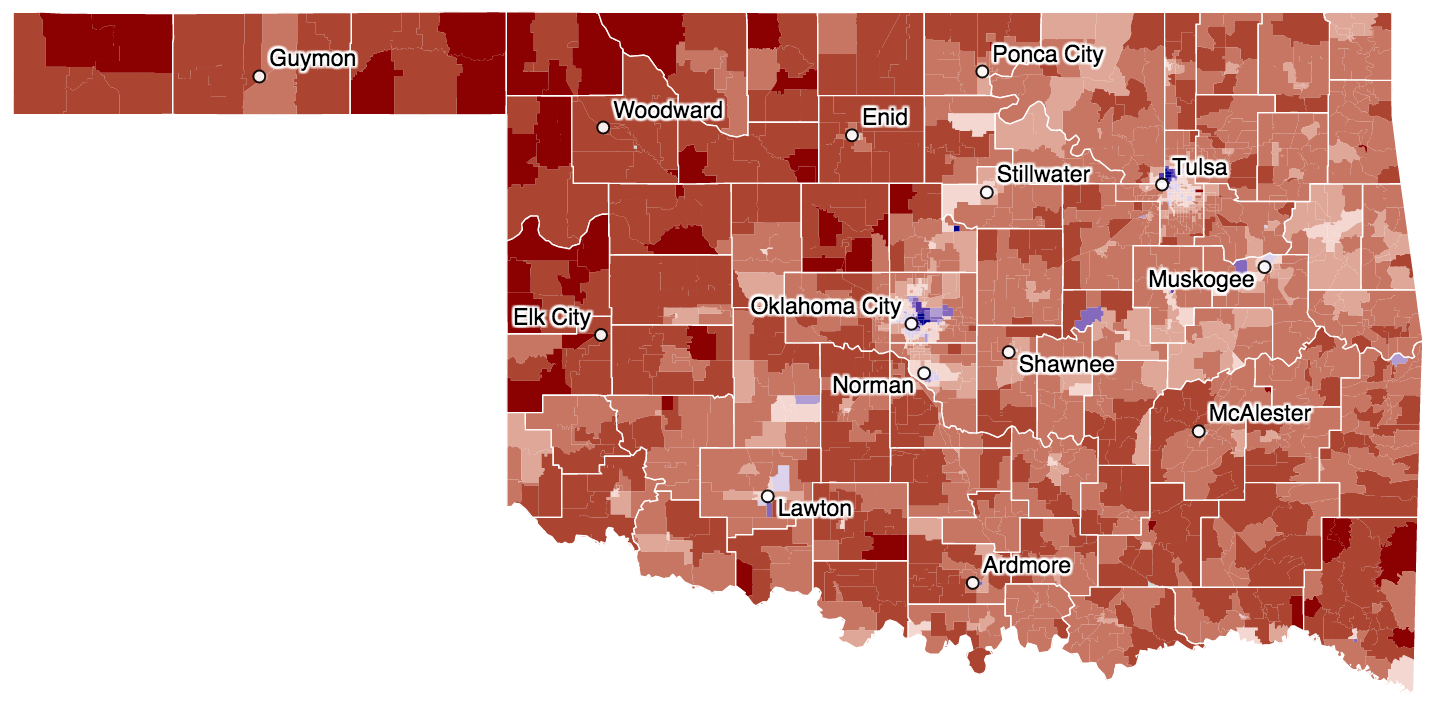 Guymon
Ponca City
Woodward
Enid
Stillwater
Tulsa
Muskogee
Oklahoma City
Elk City
Shawnee
Norman
McAlester
Lawton
Ardmore